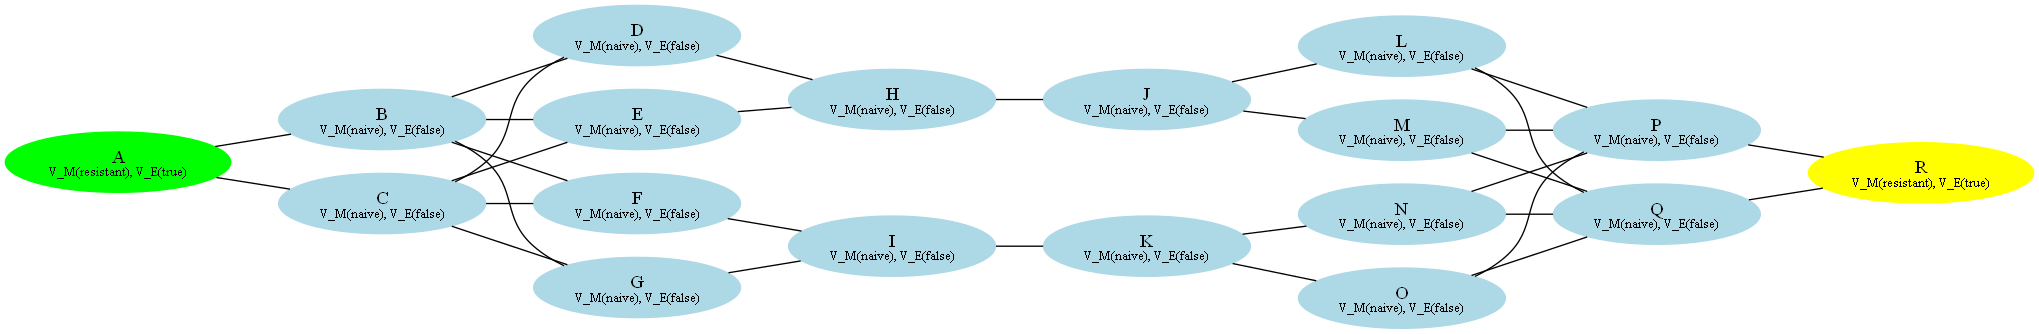 A
V_M(resistant), V_E(true)
B
V_M(naive), V_E(false)
C
V_M(naive), V_E(false)
D
V_M(naive), V_E(false)
E
V_M(naive), V_E(false)
F
V_M(naive), V_E(false)
G
V_M(naive), V_E(false)
H
V_M(naive), V_E(false)
I
V_M(naive), V_E(false)
J
V_M(naive), V_E(false)
K
V_M(naive), V_E(false)
L
V_M(naive), V_E(false)
M
V_M(naive), V_E(false)
N
V_M(naive), V_E(false)
O
V_M(naive), V_E(false)
P
V_M(naive), V_E(false)
Q
V_M(naive), V_E(false)
R
V_M(resistant), V_E(true)